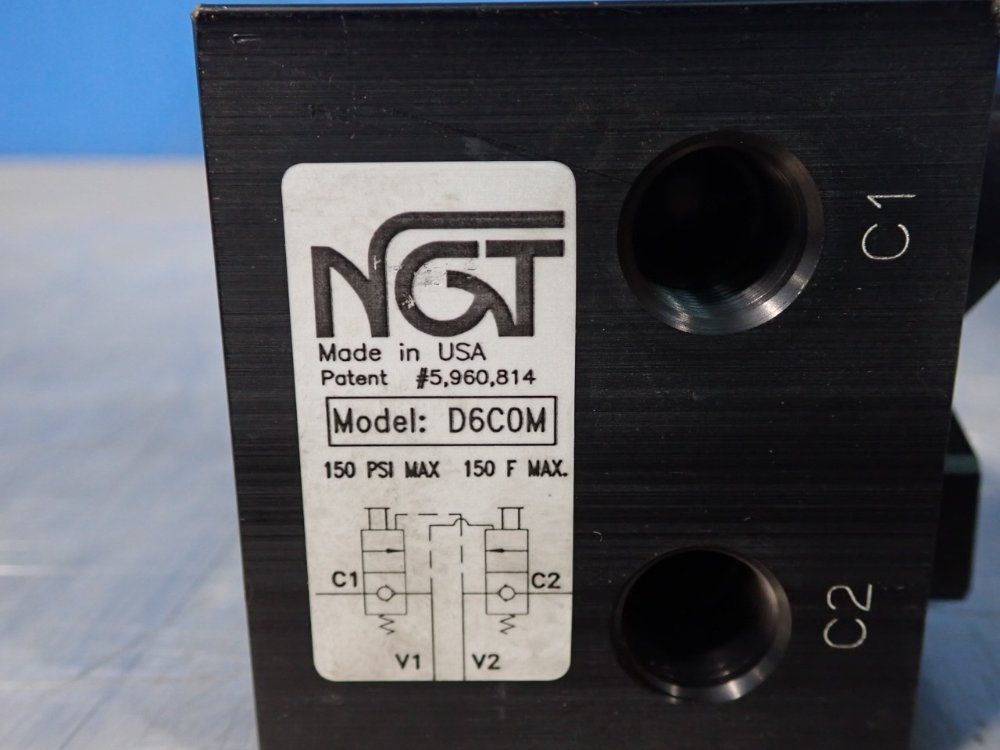 NGT
Made in USA
Patent #5,960,814
Model: D6COM
150 PSI MAX 150 F MAX.
C1
C2
V1
V2
C1
C2